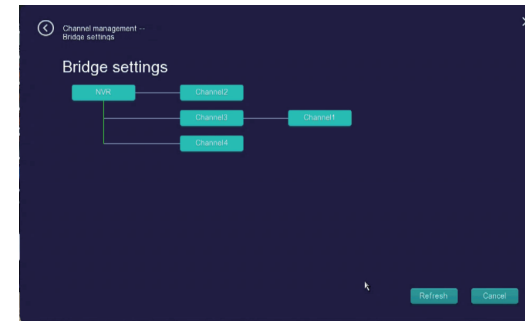 Channel management --
Bridge settings
Bridge settings
NVR
Channel2
Channel3
Channel1
Channel4
Refresh
Cancel